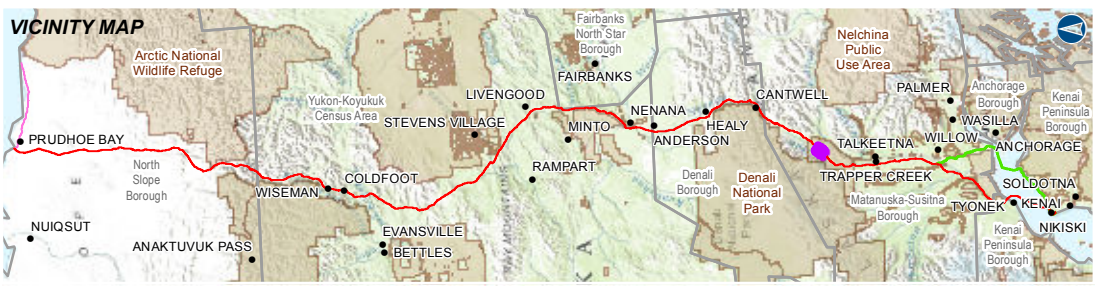 VICINITY MAP
Arctic National
Wildlife Refuge
Fairbanks
North Star
Borough
FAIRBANKS
Nelchina
Public
Use Area
PALMER
Anchorage
Borough
Kenai
Peninsula
Borough
Yukon-Koyukuk
Census Area
LIVENGOOD
STEVENS VILLAGE
NENANA
CANTWELL
WASILLA
PRUDHOE BAY
MINTO
ANDERSON
HEALY
TALKEETNA
WILLOW
ANCHORAGE
North
Slope
Borough
WISEMAN
COLDFOOT
RAMPART
Denali
Borough
Denali
National
Park
TRAPPER CREEK
Matanuska-Susitna
Borough
SOLDOTNA
TYONEK
KENAI
NIKISKI
NUIQSUT
ANAKTUVUK PASS
EVANSVILLE
BETTLES
Kenai
Peninsula
Borough